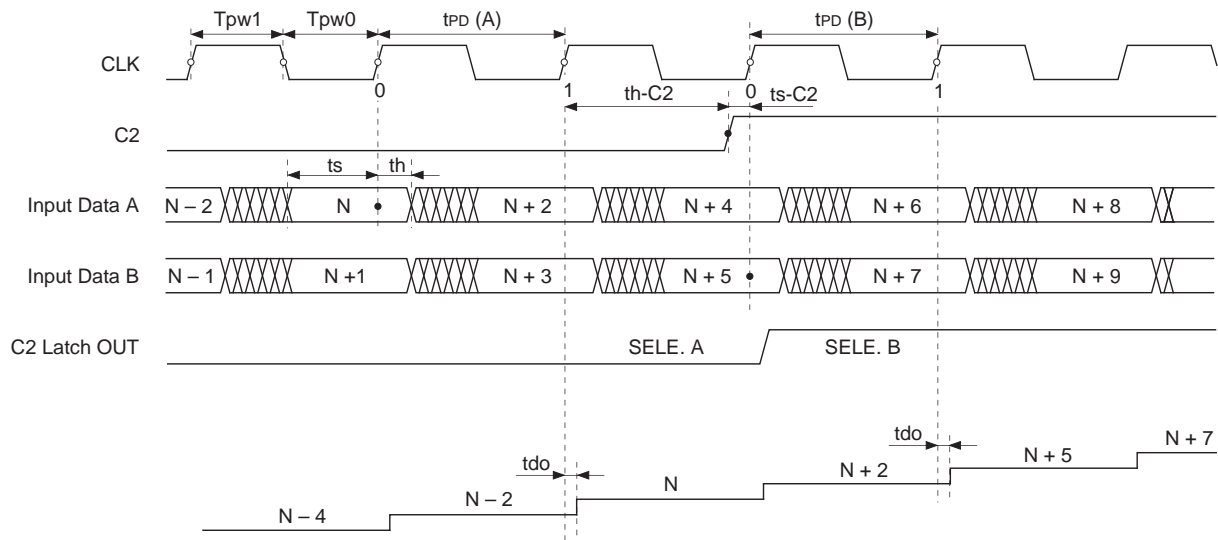 Tpw1 Tpw0 tPD (A) tPD (B)
CLK
0 1 0 1
th-C2 ts-C2
C2
ts th
Input Data A N – 2 N N + 2 N + 4 N + 6 N + 8
Input Data B N – 1 N +1 N + 3 N + 5 N + 7 N + 9
C2 Latch OUT SELE. A SELE. B
tdo tdo N + 7
N – 4 N – 2 N N + 2 N + 5